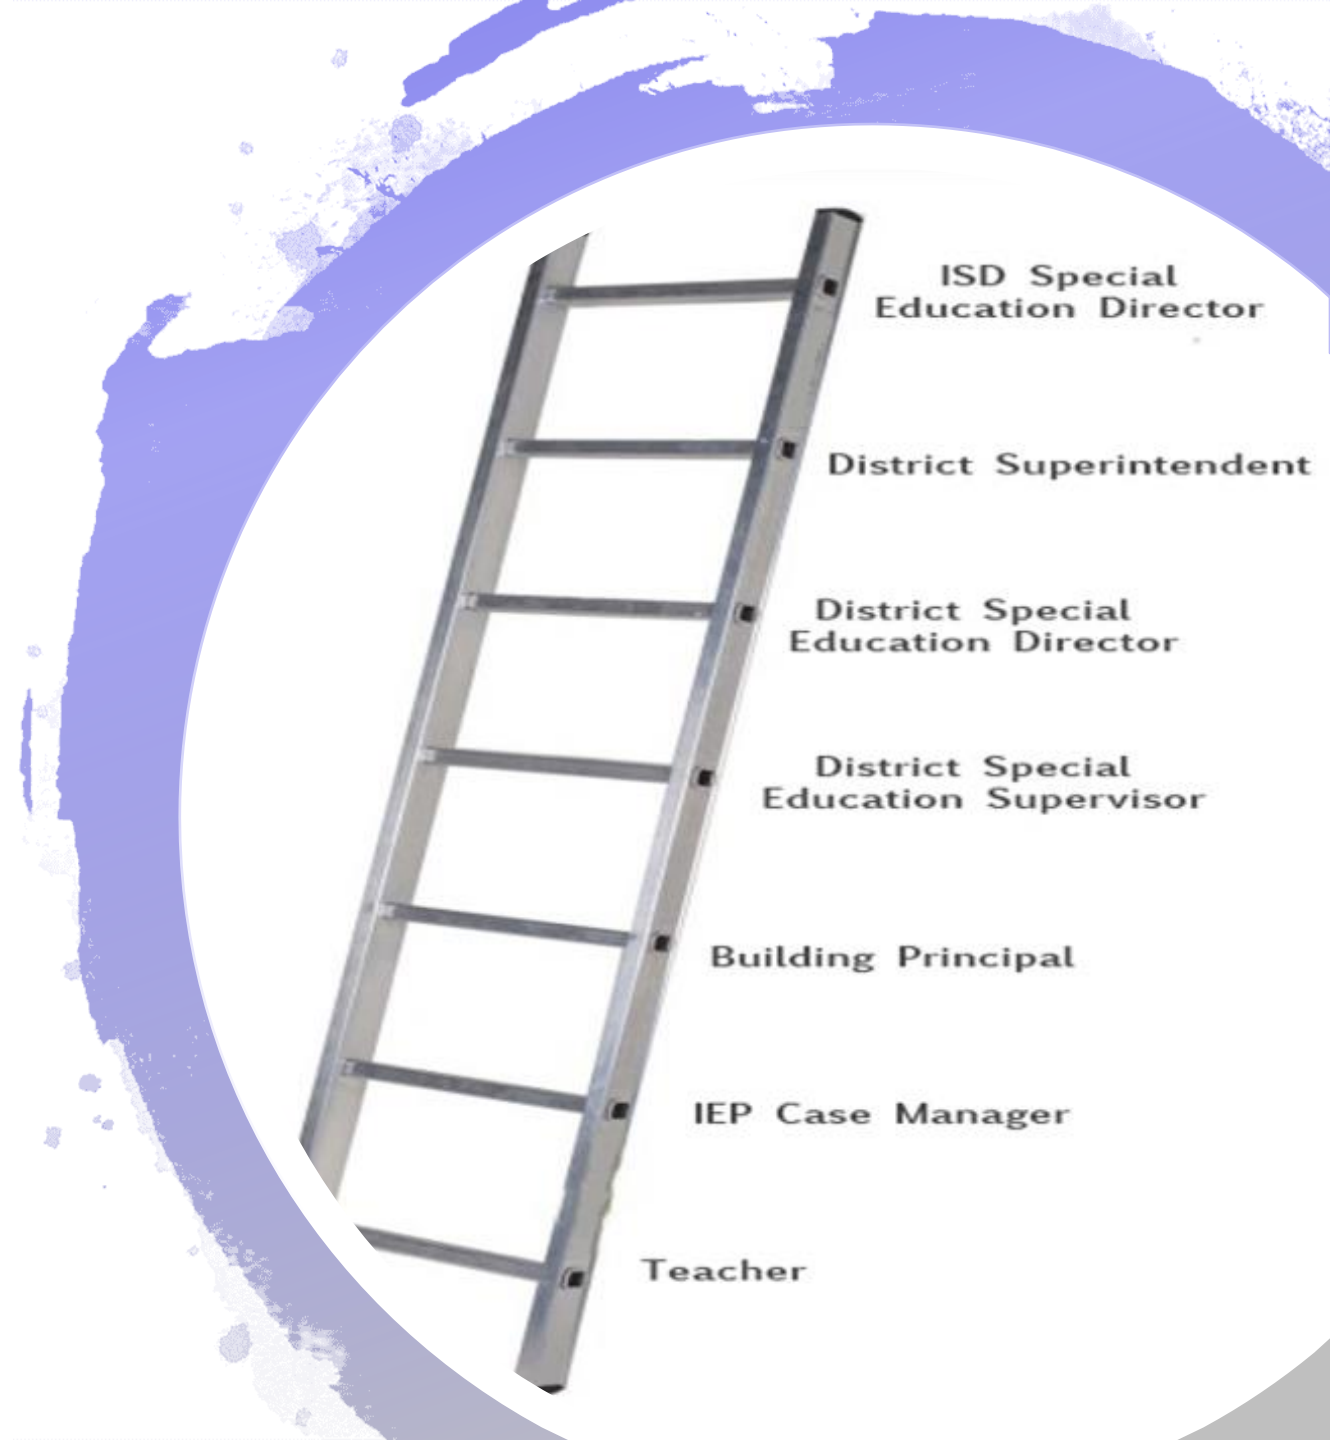 ISD Special
Education Director
District Superintendent
District Special
Education Director
District Special
Education Supervisor
Building Principal
IEP Case Manager
Teacher